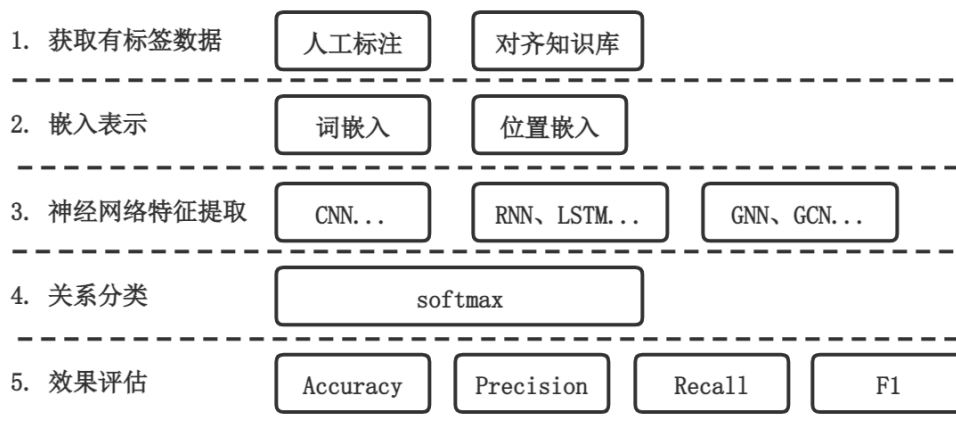 1. 获取有标签数据 人工标注 对齐知识库
2. 嵌入表示 词嵌入 位置嵌入
3. 神经网络特征提取 CNN... RNN、LSTM... GNN、GCN...
4. 关系分类 softmax
5. 效果评估 Accuracy Precision Recall F1